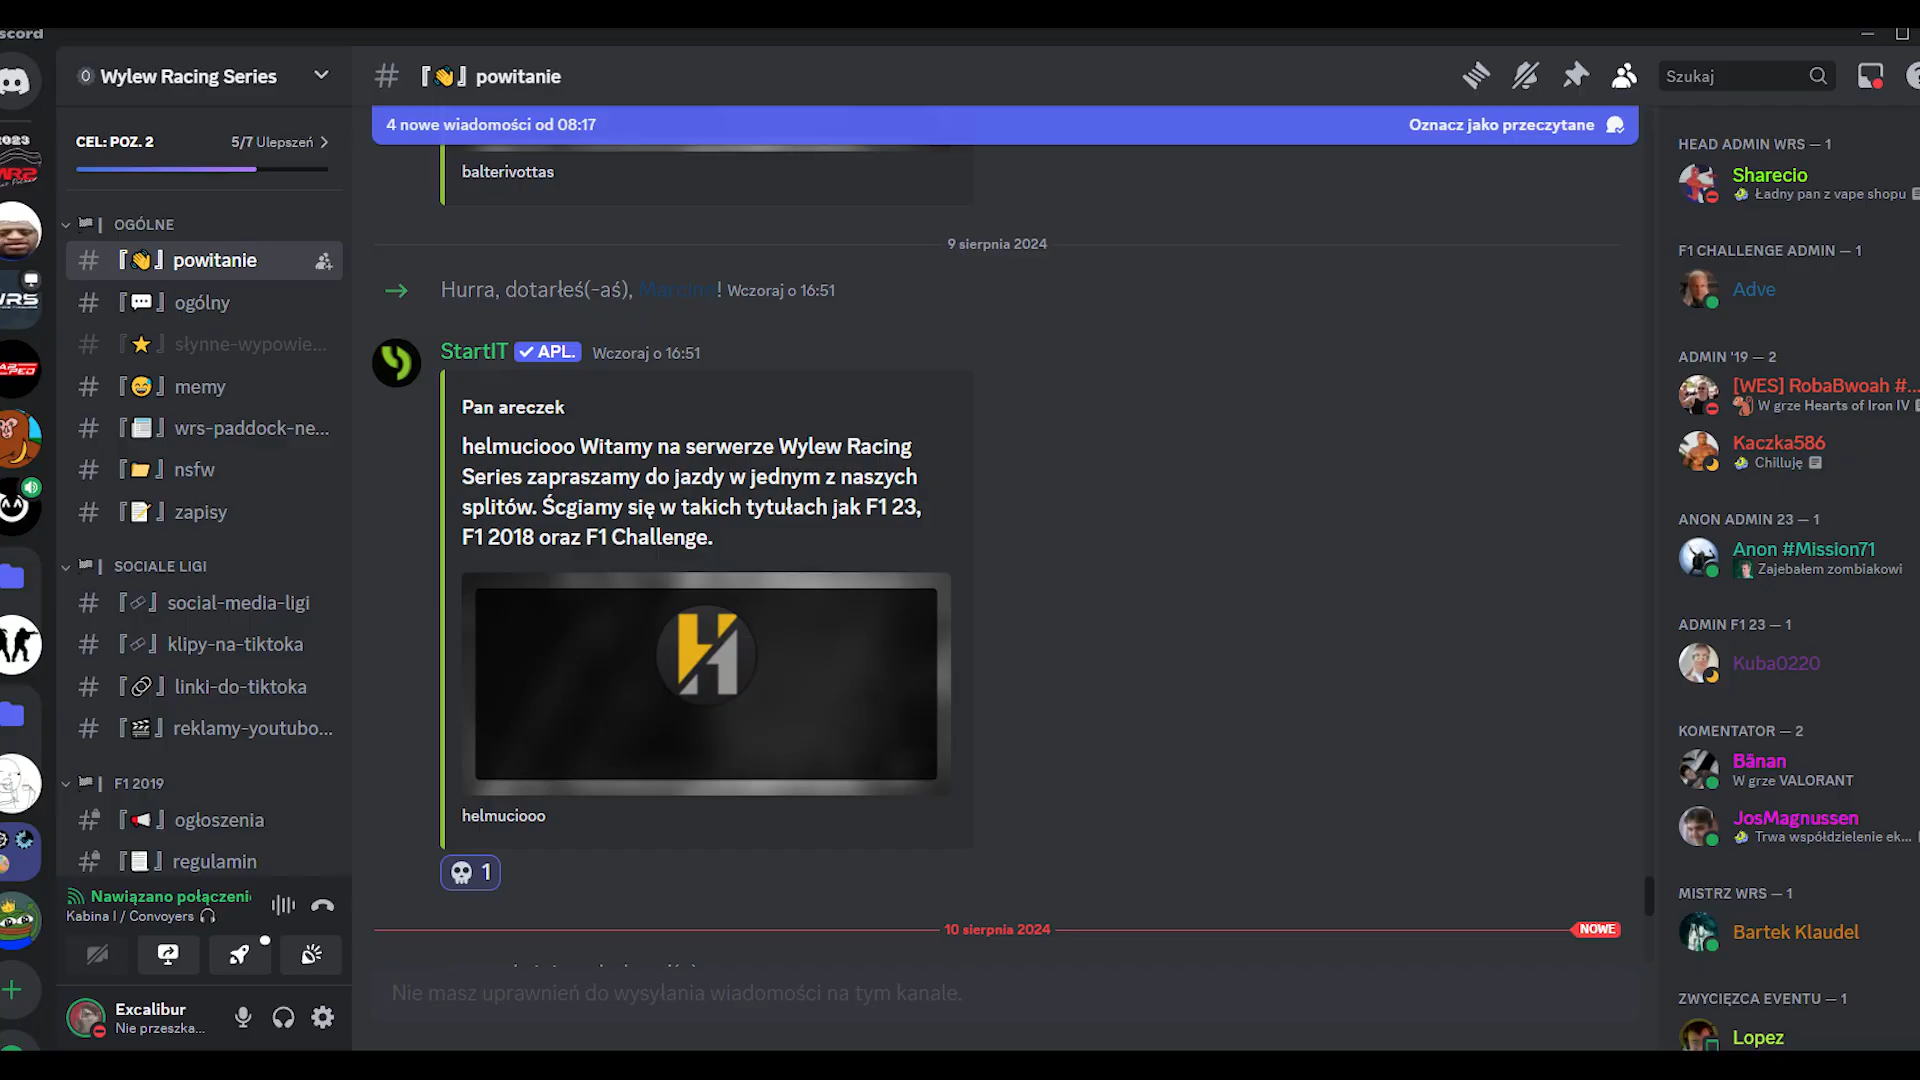 scord
Wylew Racing Series
powitanie
Szukaj
CEL: POZ. 2
5/7 Ulepszeń
4 nowe wiadomości od 08:17
Oznacz jako przeczytane
OGÓLNE
powitanie
ogólny
słynne-wypowie...
memy
wrs-paddock-ne...
nsfw
zapisy
SOCIALE LIGI
social-media-ligi
klipy-na-tiktoka
linki-do-tiktoka
reklamy-youtubo...
F1 2019
ogłoszenia
regulamin
Nawiązano połączeni
Kabina I / Convoyers
Excalibur
Nie przeszka...
balterivottas
9 sierpnia 2024
Hurra, dotarłeś(-aś), ! Wczoraj o 16:51
StartIT APL. Wczoraj o 16:51
Pan areczek
helmuciooo Witamy na serwerze Wylew Racing
Series zapraszamy do jazdy w jednym z naszych
splitów. Ścgiamy się w takich tytułach jak F1 23,
F1 2018 oraz F1 Challenge.
helmuciooo
1
10 sierpnia 2024
NOWE
Nie masz uprawnień do wysyłania wiadomości na tym kanale.
HEAD ADMIN WRS — 1
Sharecio
Ładny pan z vape shopu
F1 CHALLENGE ADMIN — 1
Adve
ADMIN '19 — 2
[WES] RobaBwoah #...
W grze Hearts of Iron IV
Kaczka586
Chilluję
ANON ADMIN 23 — 1
Anon #Mission71
Zajebałem zombiakowi
ADMIN F1 23 — 1
Kuba0220
KOMENTATOR — 2
Bānan
W grze VALORANT
JosMagnussen
Trwa współdzielenie ek...
MISTRZ WRS — 1
Bartek Klaudel
ZWYCIĘZCA EVENTU — 1
Lopez